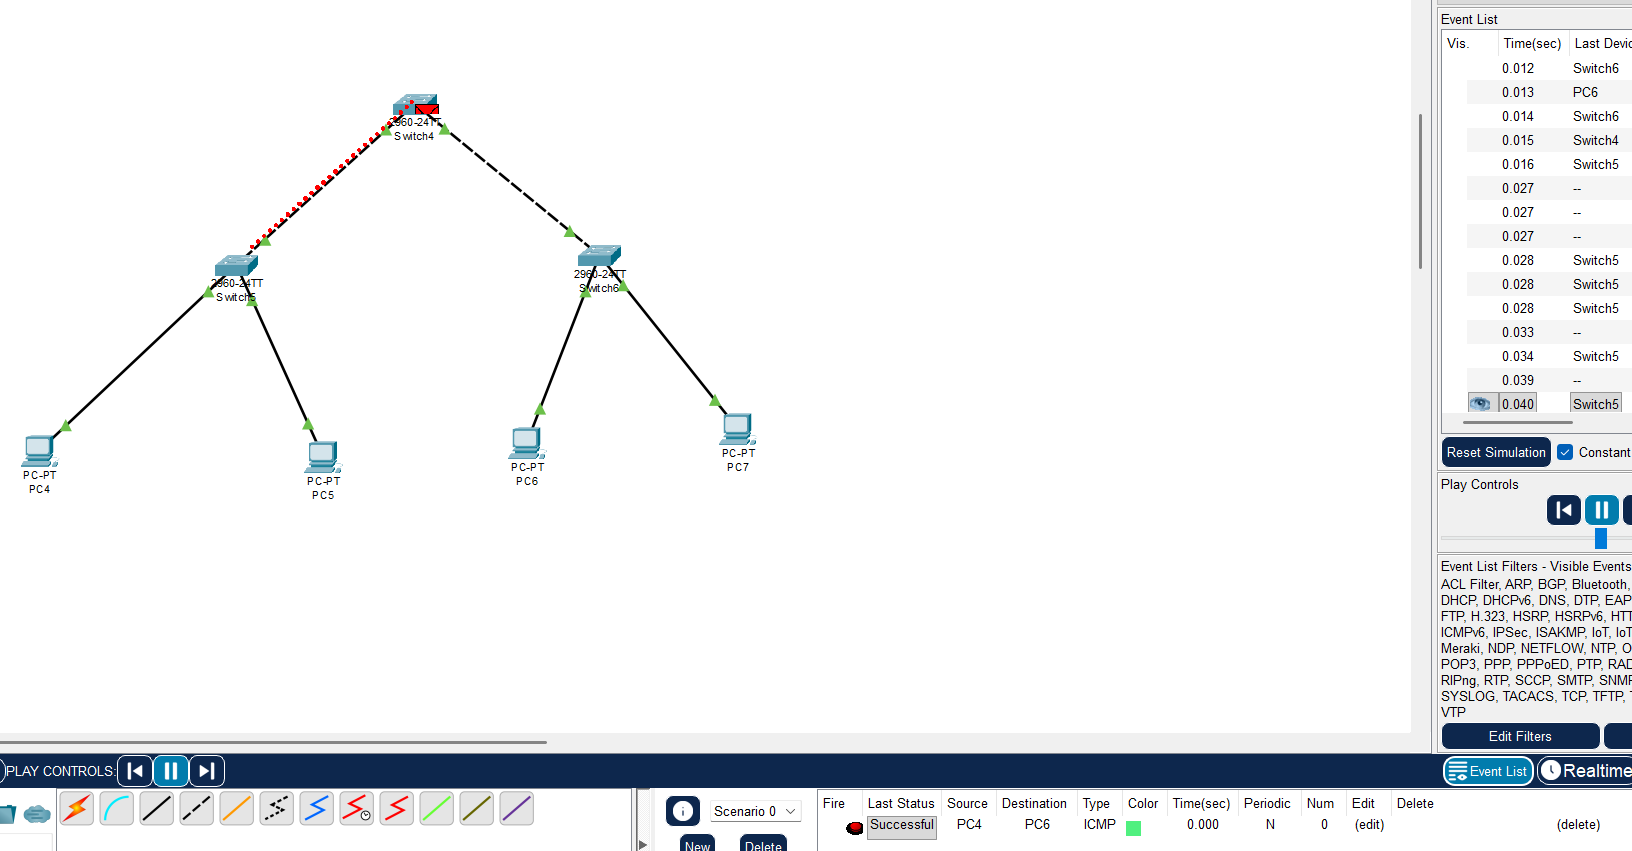 2960-24TT
Switch4
2960-24TT
Switch5
2960-24TT
Switch6
PC-PT
PC4
PC-PT
PC5
PC-PT
PC6
PC-PT
PC7
Event List
Vis. Time(sec) Last Devic
0.012 Switch6
0.013 PC6
0.014 Switch6
0.015 Switch4
0.016 Switch5
0.027 --
0.027 --
0.027 --
0.028 Switch5
0.028 Switch5
0.028 Switch5
0.033 --
0.034 Switch5
0.039 --
0.040 Switch5
Reset Simulation Constant
Play Controls
Event List Filters - Visible Events
ACL Filter, ARP, BGP, Bluetooth,
DHCP, DHCPv6, DNS, DTP, EAP
FTP, H.323, HSRP, HSRPv6, HTT
ICMPv6, IPSec, ISAKMP, IoT, IoT
Meraki, NDP, NETFLOW, NTP, O
POP3, PPP, PPPoED, PTP, RAD
RIPng, RTP, SCCP, SMTP, SNMP
SYSLOG, TACACS, TCP, TFTP, T
VTP
Edit Filters
PLAY CONTROLS:
Event List Realtime
Scenario 0
New Delete
Fire Last Status Source Destination Type Color Time(sec) Periodic Num Edit Delete
Successful PC4 PC6 ICMP 0.000 N 0 (edit) (delete)